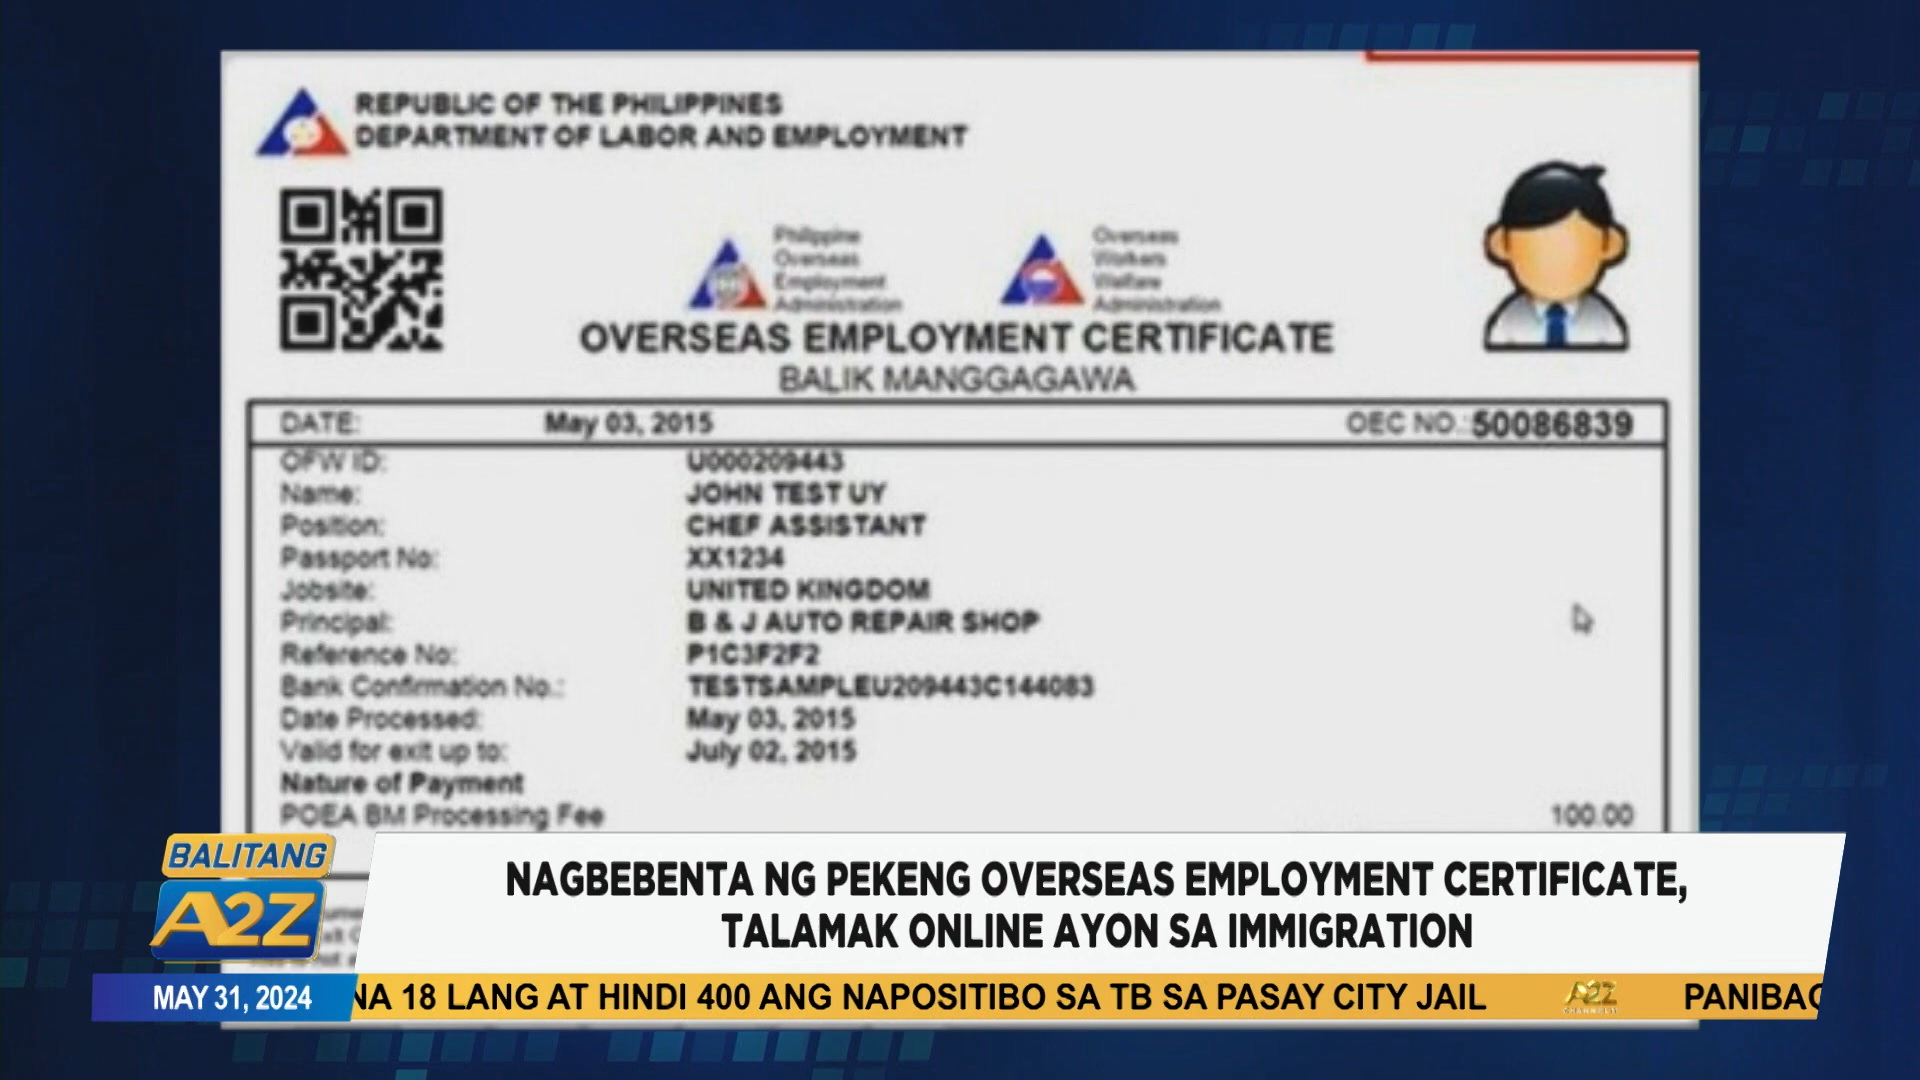 REPUBLIC OF THE PHILIPPINES
DEPARTMENT OF LABOR AND EMPLOYMENT
Philippine
Overseas
Employment
Administration
Overseas
Workers
Welfare
Administration
OVERSEAS EMPLOYMENT CERTIFICATE
BALIK MANGGAGAWA
DATE: May 03, 2015 OEC NO.: 50086839
OFW ID: U000209443
Name: JOHN TEST UY
Position: CHEF ASSISTANT
Passport No: XX1234
Jobsite: UNITED KINGDOM
Principal: B & J AUTO REPAIR SHOP
Reference No: P1C3F2F2
Bank Confirmation No.: TESTSAMPLEU209443C144083
Date Processed: May 03, 2015
Valid for exit up to: July 02, 2015
Nature of Payment
POEA BM Processing Fee 100.00
BALITANG
A2Z
NAGBEBENTA NG PEKENG OVERSEAS EMPLOYMENT CERTIFICATE,
TALAMAK ONLINE AYON SA IMMIGRATION
MAY 31, 2024 NA 18 LANG AT HINDI 400 ANG NAPOSITIBO SA TB SA PASAY CITY JAIL A2Z PANIBAG